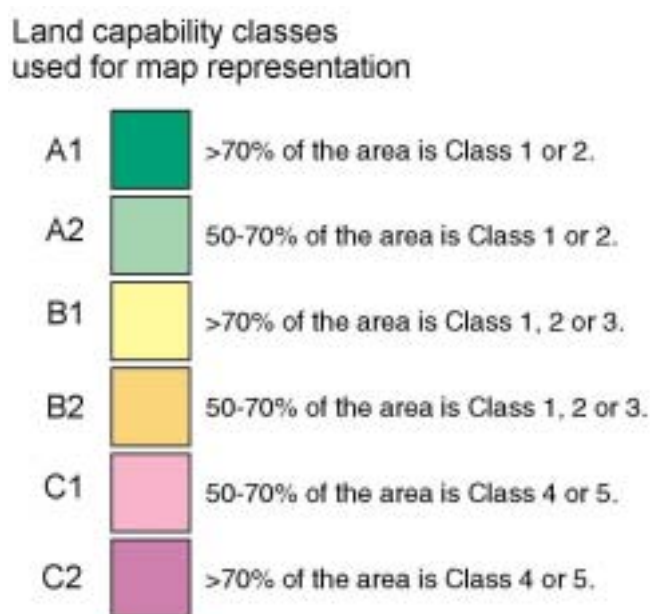 Land capability classes
used for map representation
A1 >70% of the area is Class 1 or 2.
A2 50-70% of the area is Class 1 or 2.
B1 >70% of the area is Class 1, 2 or 3.
B2 50-70% of the area is Class 1, 2 or 3.
C1 50-70% of the area is Class 4 or 5.
C2 >70% of the area is Class 4 or 5.